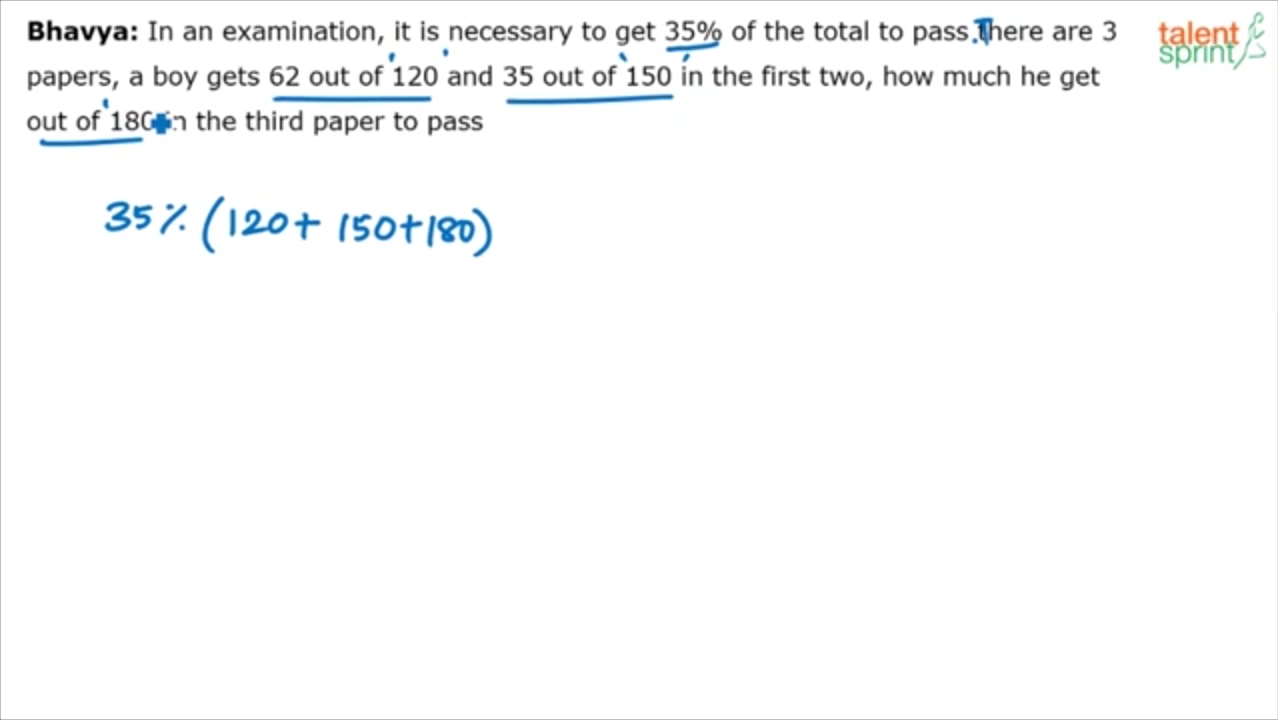 Bhavya: In an examination, it is necessary to get 35% of the total to pass.There are 3
talent
sprint
papers, a boy gets 62 out of 120 and 35 out of 150 in the first two, how much he get
out of 180 in the third paper to pass
35% (120+ 150+180)